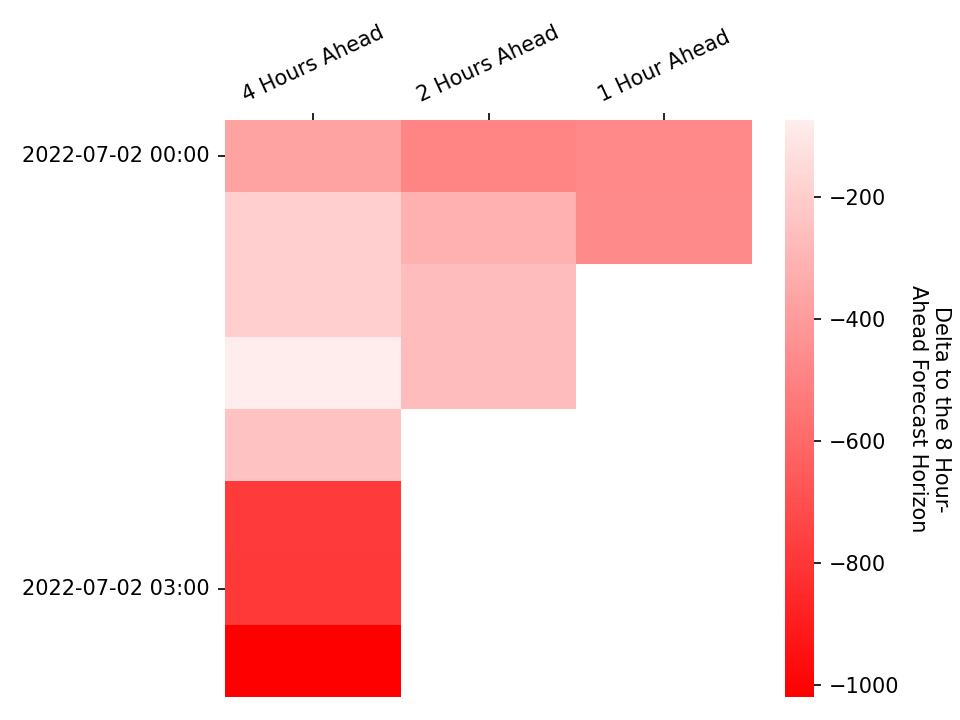 4 Hours Ahead
2 Hours Ahead
1 Hour Ahead
2022-07-02 00:00
2022-07-02 03:00
−200
−400
−600
−800
−1000
Delta to the 8 Hour-
Ahead Forecast Horizon